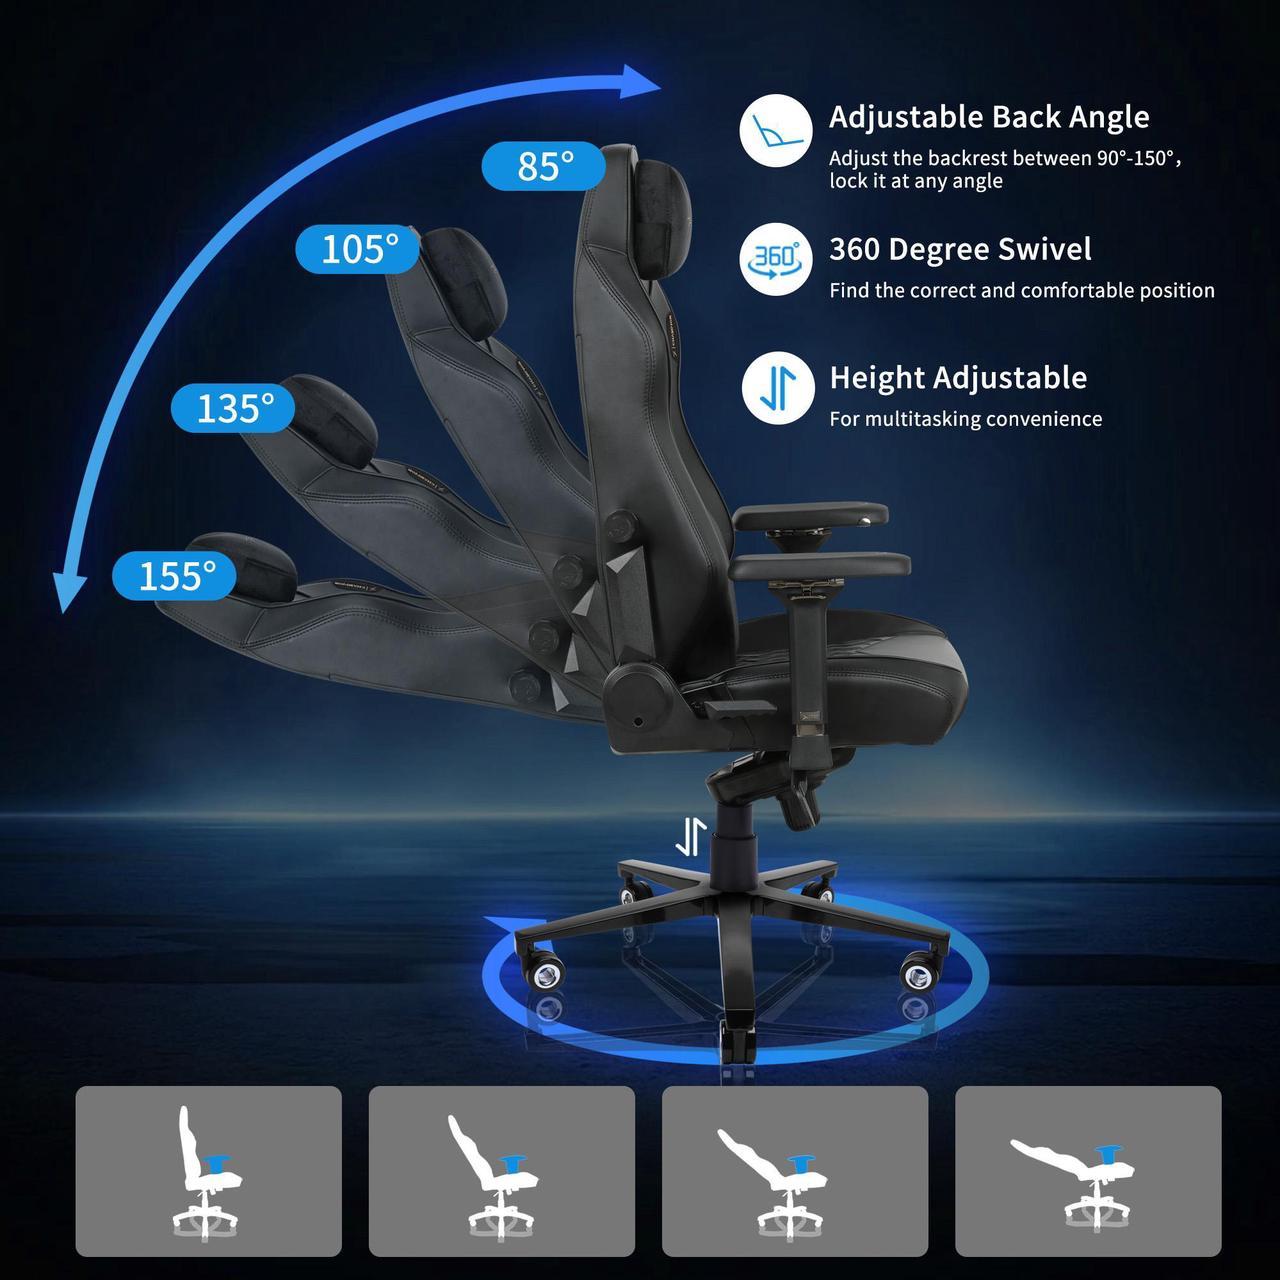 Adjustable Back Angle
Adjust the backrest between 90°-150°,
lock it at any angle
360°
360 Degree Swivel
Find the correct and comfortable position
Height Adjustable
For multitasking convenience
85°
105°
135°
155°